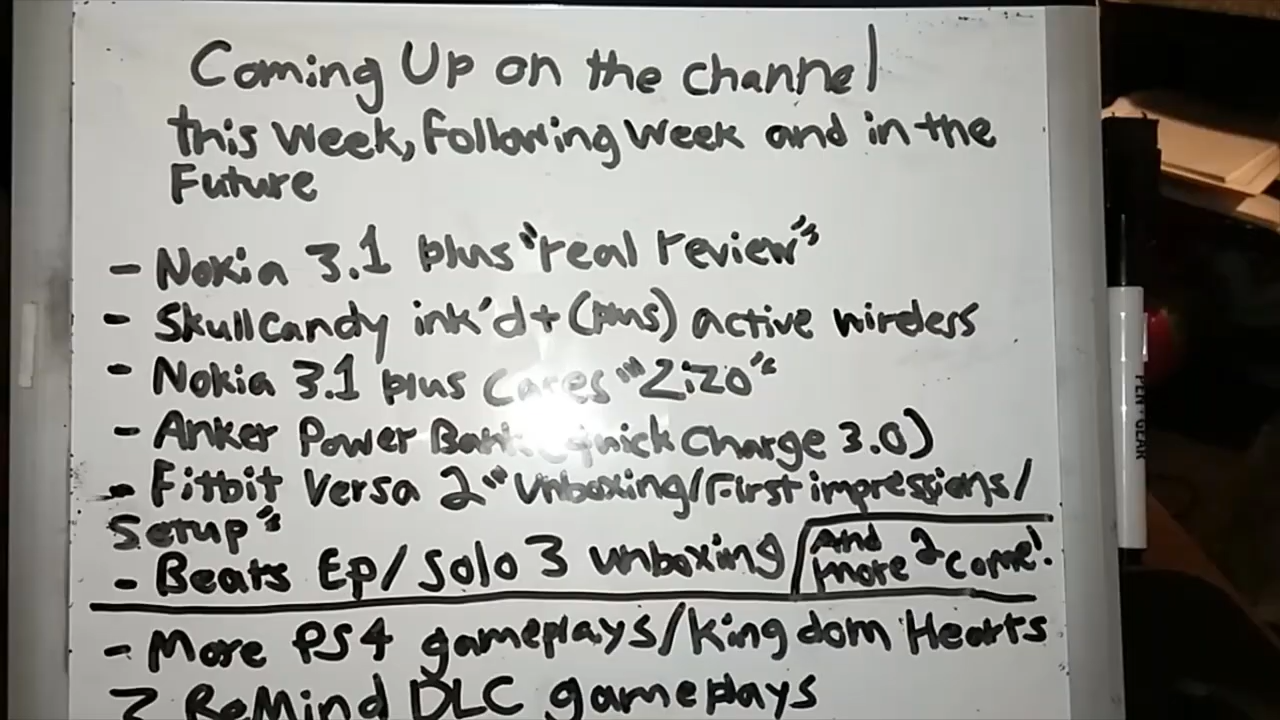 Coming Up on the channel
this Week, Following Week and in the
Future
- Nokia 3.1 plus "real review"
- Skullcandy ink'd + (plus) active wireless
- Nokia 3.1 plus Cases "Zizo"
- Anker Power Bank (quick Charge 3.0)
- Fitbit Versa 2 "Unboxing/First impressions/
Setup"
- Beats Ep/Solo 3 unboxing
And
more 2 come!
- More PS4 gameplays/Kingdom Hearts
3 ReMind DLC gameplays
PEN+GEAR